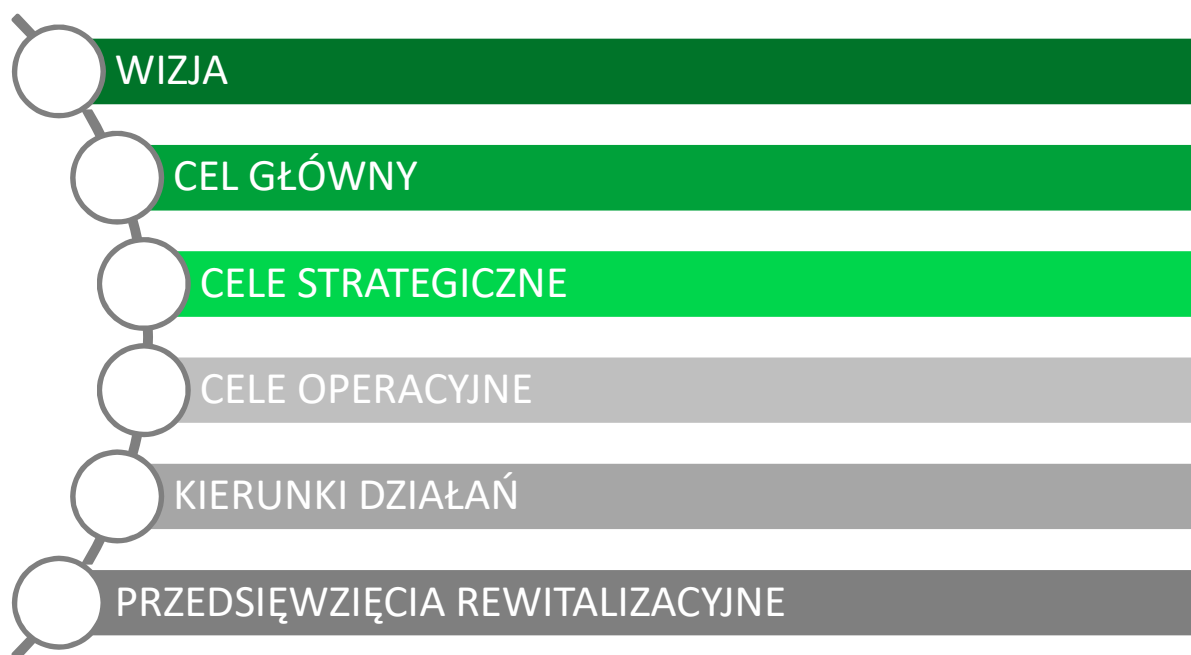 WIZJA
CEL GŁÓWNY
CELE STRATEGICZNE
CELE OPERACYJNE
KIERUNKI DZIAŁAŃ
PRZEDSIĘWZIĘCIA REWITALIZACYJNE